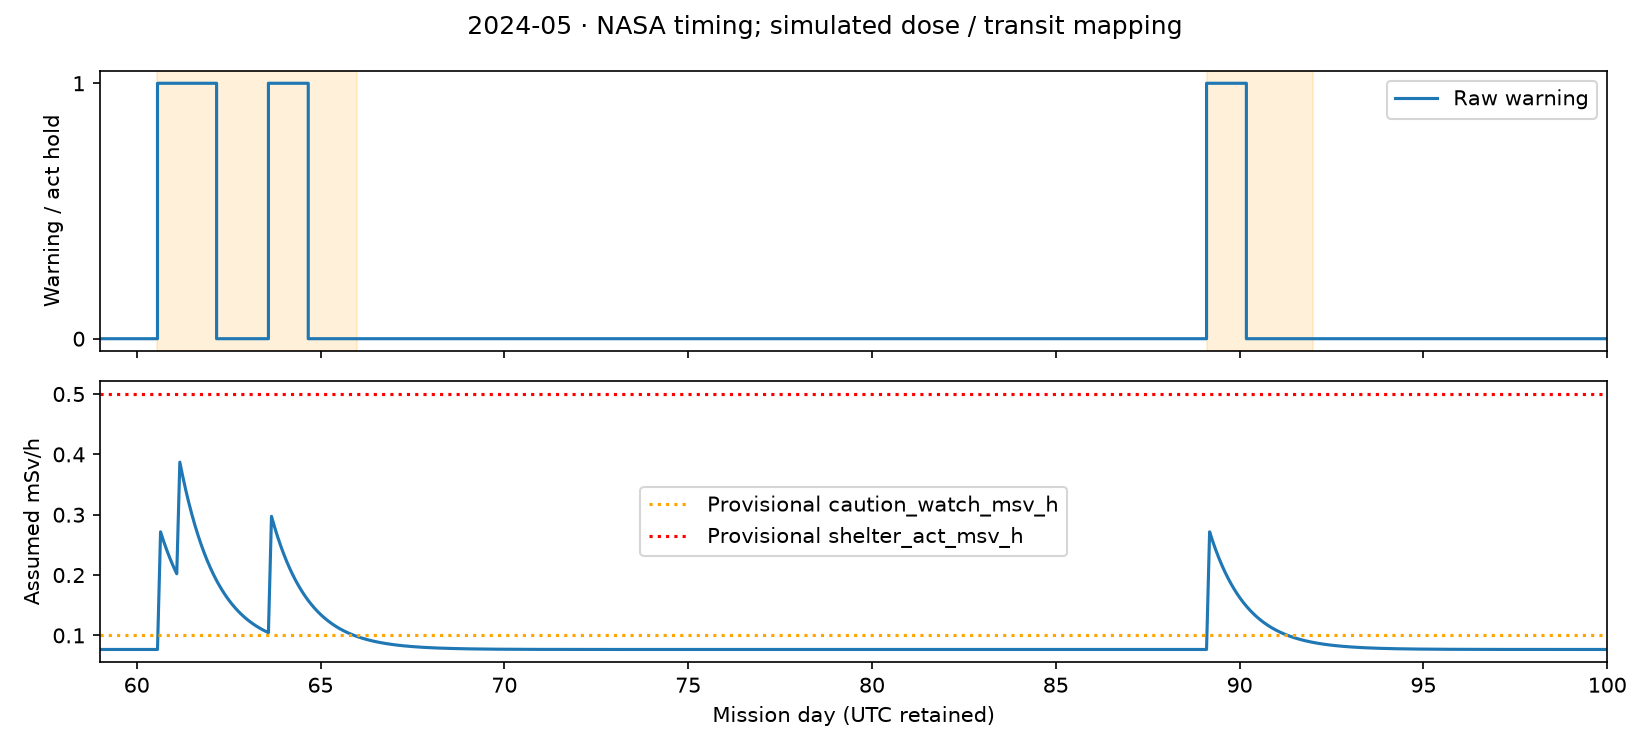 2024-05 · NASA timing; simulated dose / transit mapping
Warning / act hold
1
0
Raw warning
Assumed mSv/h
0.5
0.4
0.3
0.2
0.1
Provisional caution_watch_msv_h
Provisional shelter_act_msv_h
60 65 70 75 80 85 90 95 100
Mission day (UTC retained)